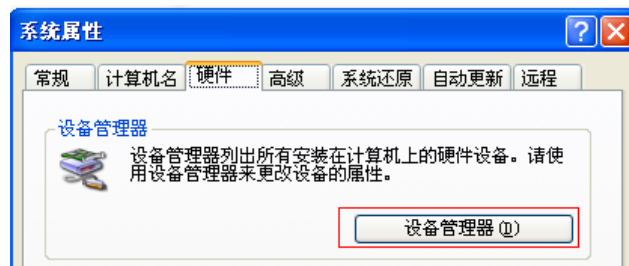 系统属性
常规 计算机名 硬件 高级 系统还原 自动更新 远程
设备管理器
设备管理器列出所有安装在计算机上的硬件设备。请使
用设备管理器来更改设备的属性。
设备管理器(D)